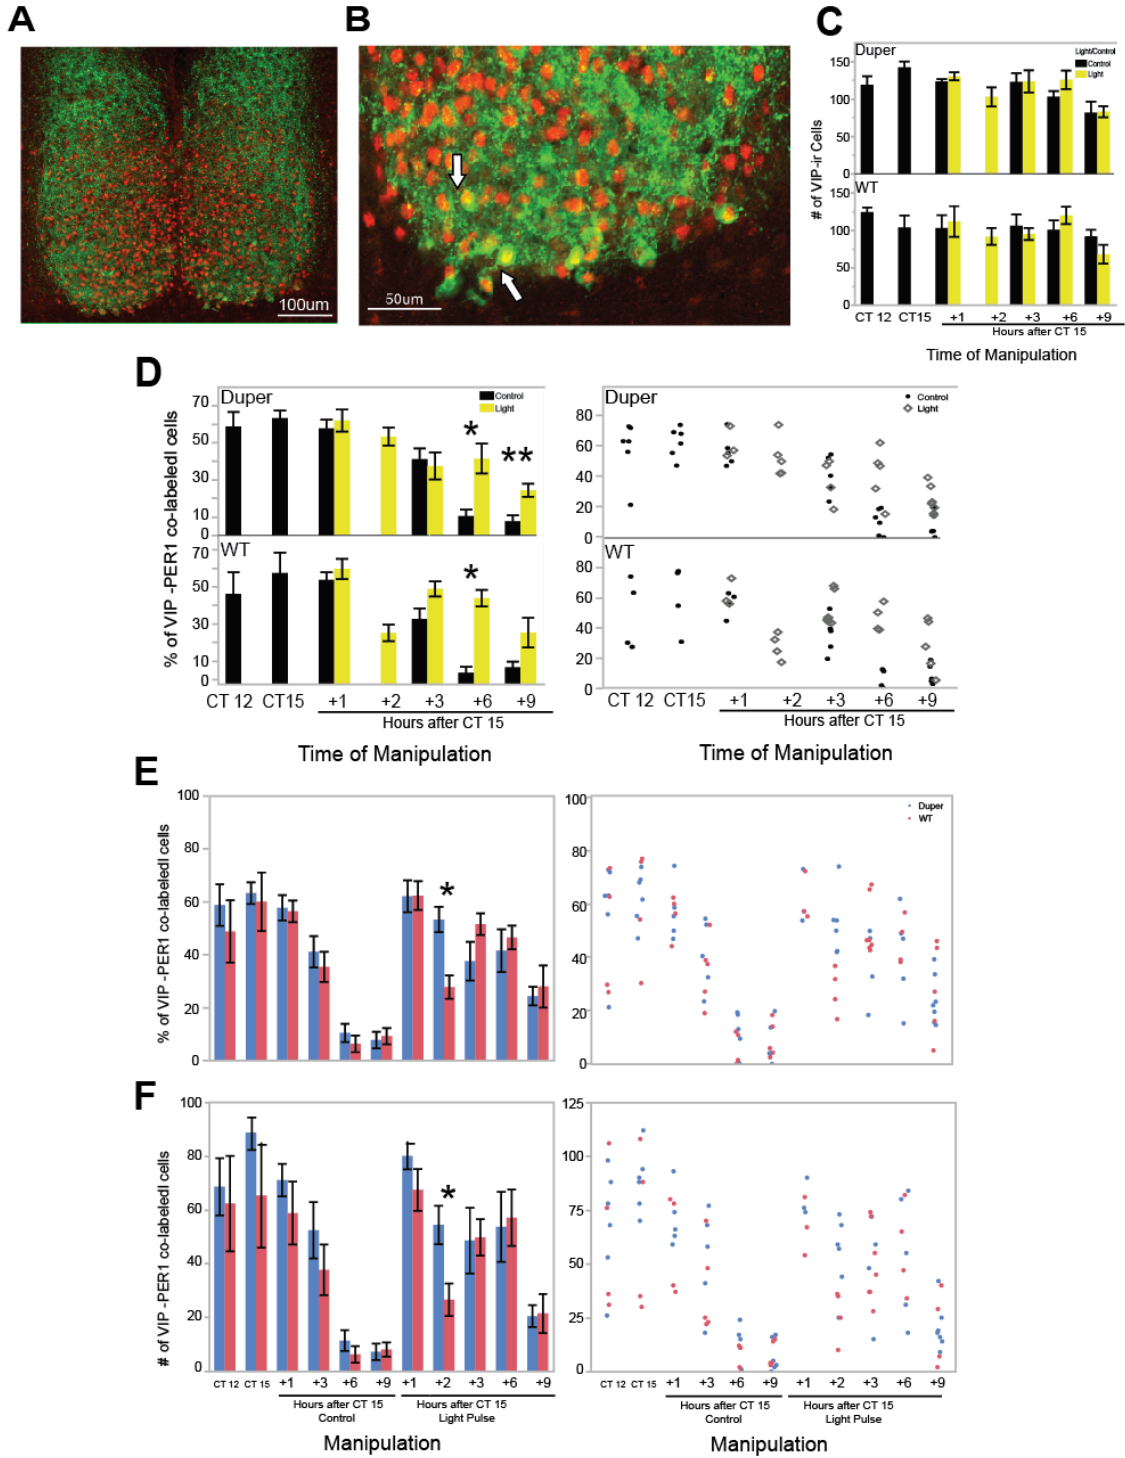 A
100um
B
50um
C
Duper
Light/Control
Control
Light
150
100
50
0
WT
150
100
50
0
# of VIP-ir Cells
CT 12 CT15 +1 +2 +3 +6 +9
Hours after CT 15
Time of Manipulation
D
Duper
Control
Light
70
50
30
10
0
*
**
WT
70
50
30
10
0
*
% of VIP -PER1 co-labeledl cells
CT 12 CT15 +1 +2 +3 +6 +9
Hours after CT 15
Time of Manipulation
Duper
Control
Light
80
60
40
20
0
WT
80
60
40
20
0
CT 12 CT15 +1 +2 +3 +6 +9
Hours after CT 15
Time of Manipulation
E
100
80
60
40
20
0
*
% of VIP -PER1 co-labeledl cells
100
80
60
40
20
0
Duper
WT
F
100
80
60
40
20
0
*
# of VIP -PER1 co-labeledl cells
CT 12 CT 15 +1 +3 +6 +9 +1 +2 +3 +6 +9
Hours after CT 15
Control
Hours after CT 15
Light Pulse
Manipulation
125
100
75
50
25
0
CT 12 CT 15 +1 +3 +6 +9 +1 +2 +3 +6 +9
Hours after CT 15
Control
Hours after CT 15
Light Pulse
Manipulation